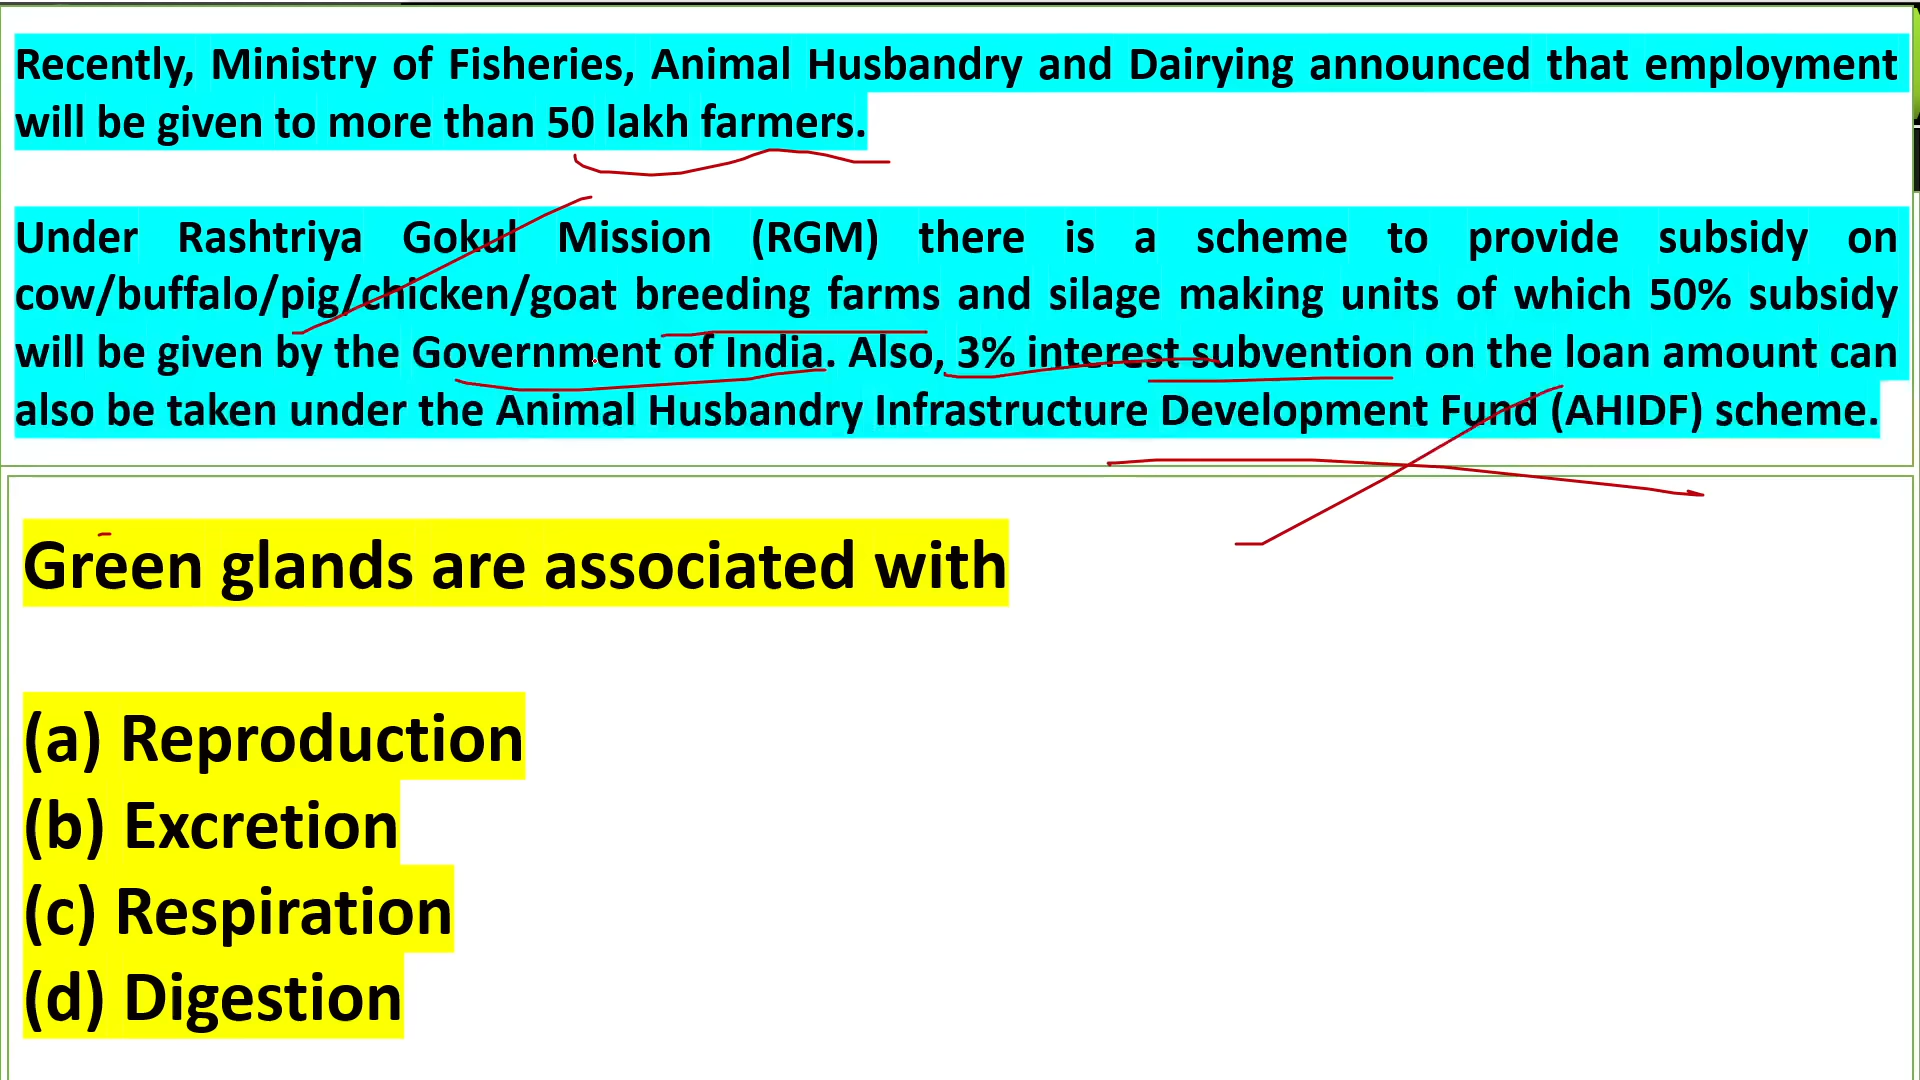 Recently, Ministry of Fisheries, Animal Husbandry and Dairying announced that employment
will be given to more than 50 lakh farmers.
Under Rashtriya Gokul Mission (RGM) there is a scheme to provide subsidy on
cow/buffalo/pig/chicken/goat breeding farms and silage making units of which 50% subsidy
will be given by the Government of India. Also, 3% interest subvention on the loan amount can
also be taken under the Animal Husbandry Infrastructure Development Fund (AHIDF) scheme.
Green glands are associated with
(a) Reproduction
(b) Excretion
(c) Respiration
(d) Digestion